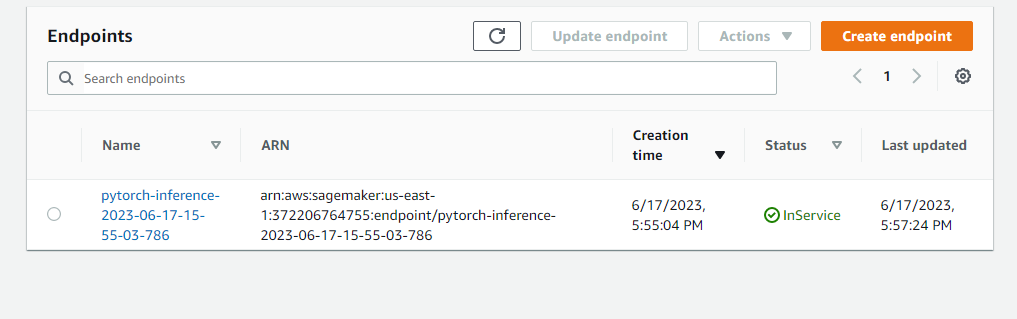 Endpoints
Update endpoint
Actions
Create endpoint
Search endpoints
1
Name
ARN
Creation
time
Status
Last updated
pytorch-inference-
2023-06-17-15-
55-03-786
arn:aws:sagemaker:us-east-
1:372206764755:endpoint/pytorch-inference-
2023-06-17-15-55-03-786
6/17/2023,
5:55:04 PM
InService
6/17/2023,
5:57:24 PM